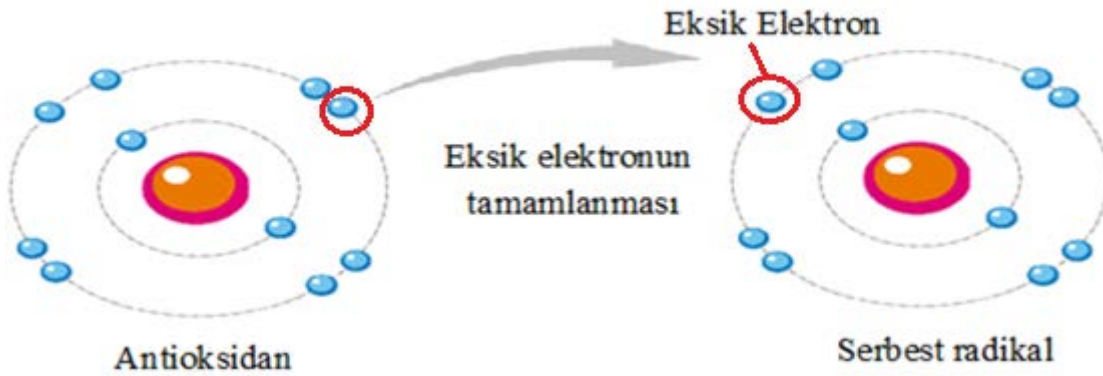 Eksik Elektron
Eksik elektronun
tamamlanması
Antioksidan
Serbest radikal